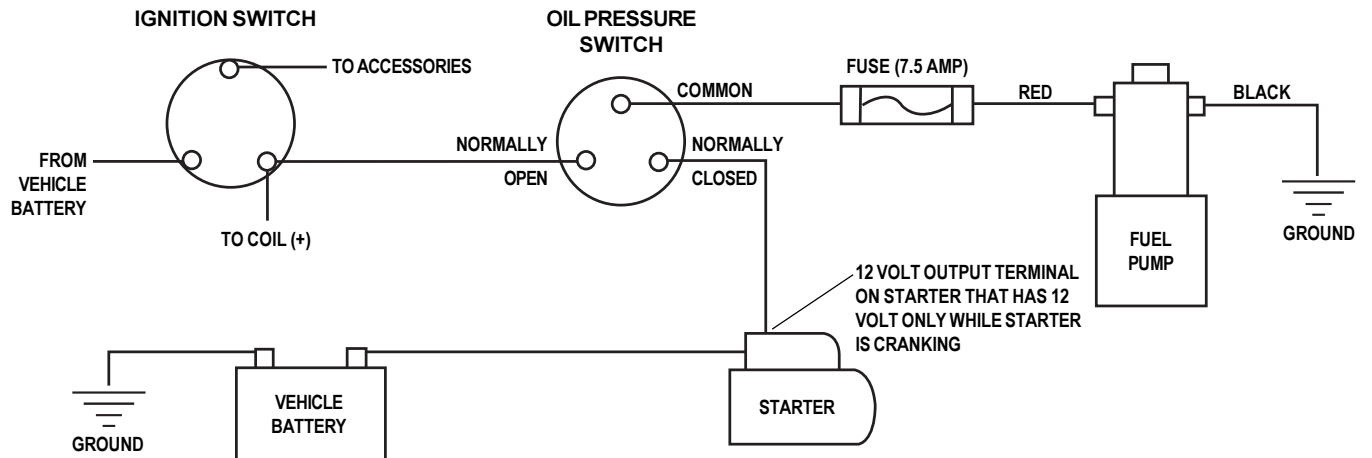 IGNITION SWITCH
OIL PRESSURE
SWITCH
TO ACCESSORIES
COMMON
FUSE (7.5 AMP)
RED
BLACK
FROM
VEHICLE
BATTERY
NORMALLY
OPEN
NORMALLY
CLOSED
TO COIL (+)
FUEL
PUMP
GROUND
12 VOLT OUTPUT TERMINAL
ON STARTER THAT HAS 12
VOLT ONLY WHILE STARTER
IS CRANKING
GROUND
VEHICLE
BATTERY
STARTER